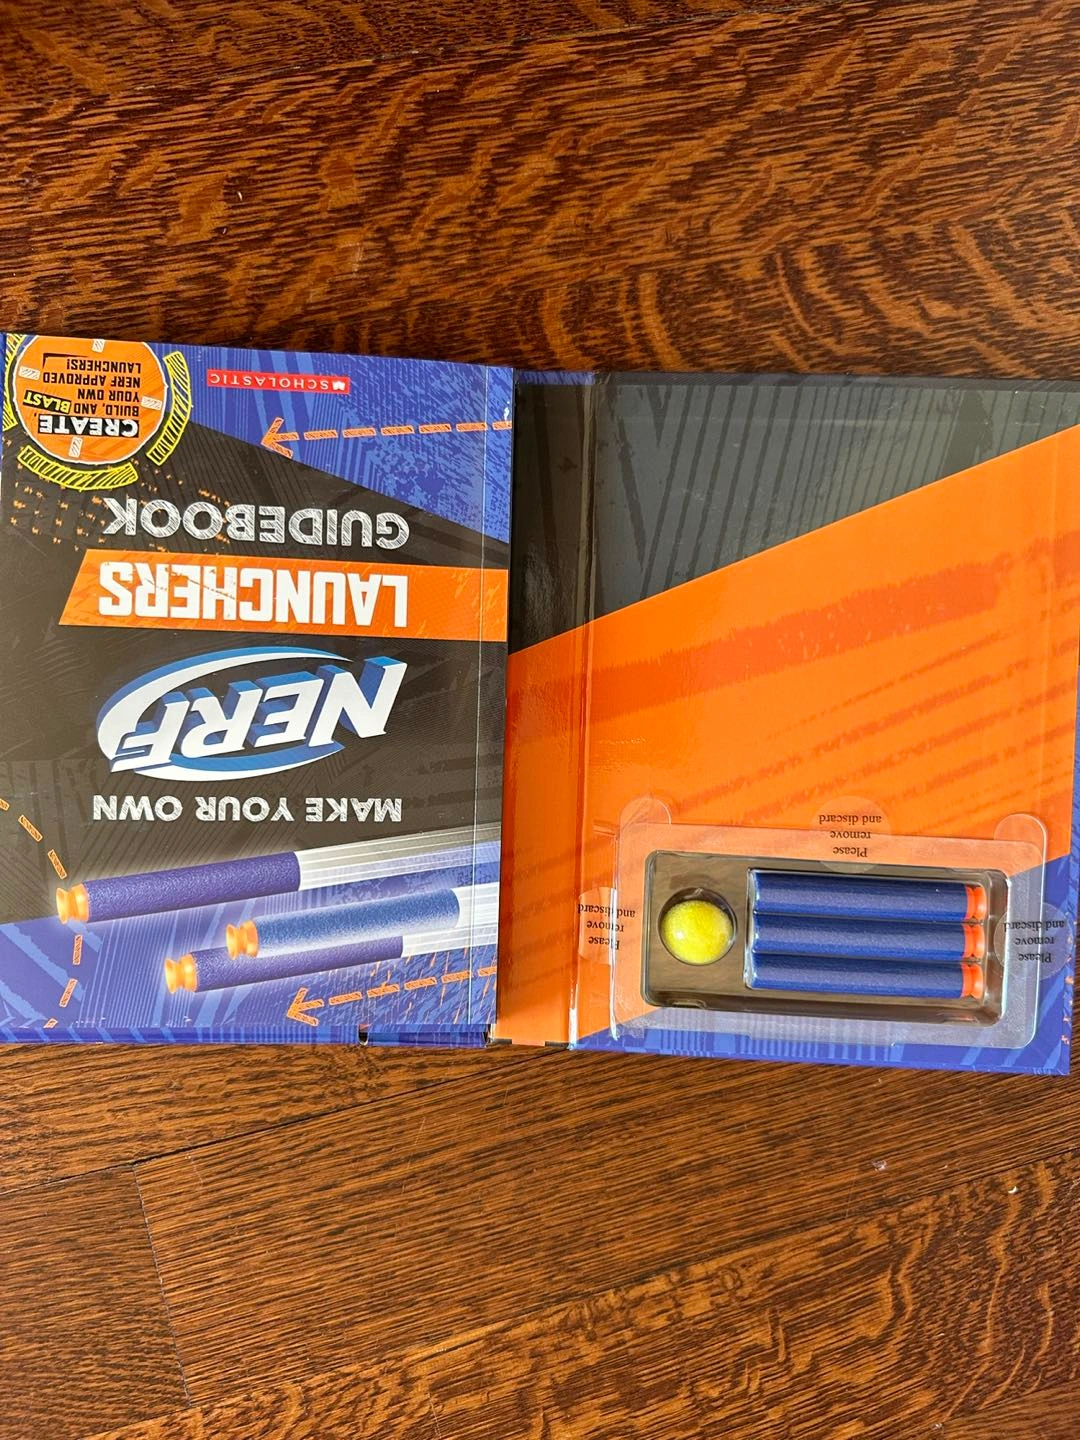 MAKE YOUR OWN
NERF
LAUNCHERS
GUIDEBOOK
CREATE,
BUILD, AND BLAST
YOUR OWN
NERF APPROVED
LAUNCHERS!
SCHOLASTIC
Please
remove
and discard
Please
remove
and discard
Please
remove
and discard